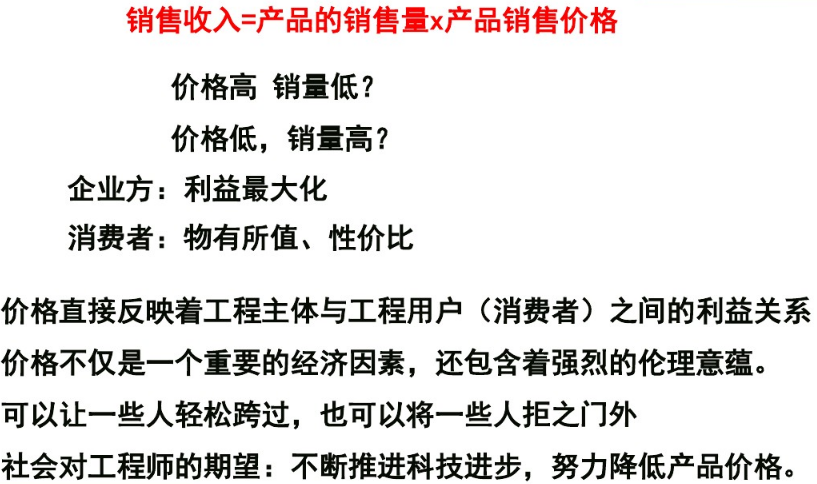 销售收入=产品的销售量x产品销售价格
价格高 销量低？
价格低，销量高？
企业方：利益最大化
消费者：物有所值、性价比
价格直接反映着工程主体与工程用户（消费者）之间的利益关系
价格不仅是一个重要的经济因素，还包含着强烈的伦理意蕴。
可以让一些人轻松跨过，也可以将一些人拒之门外
社会对工程师的期望：不断推进科技进步，努力降低产品价格。